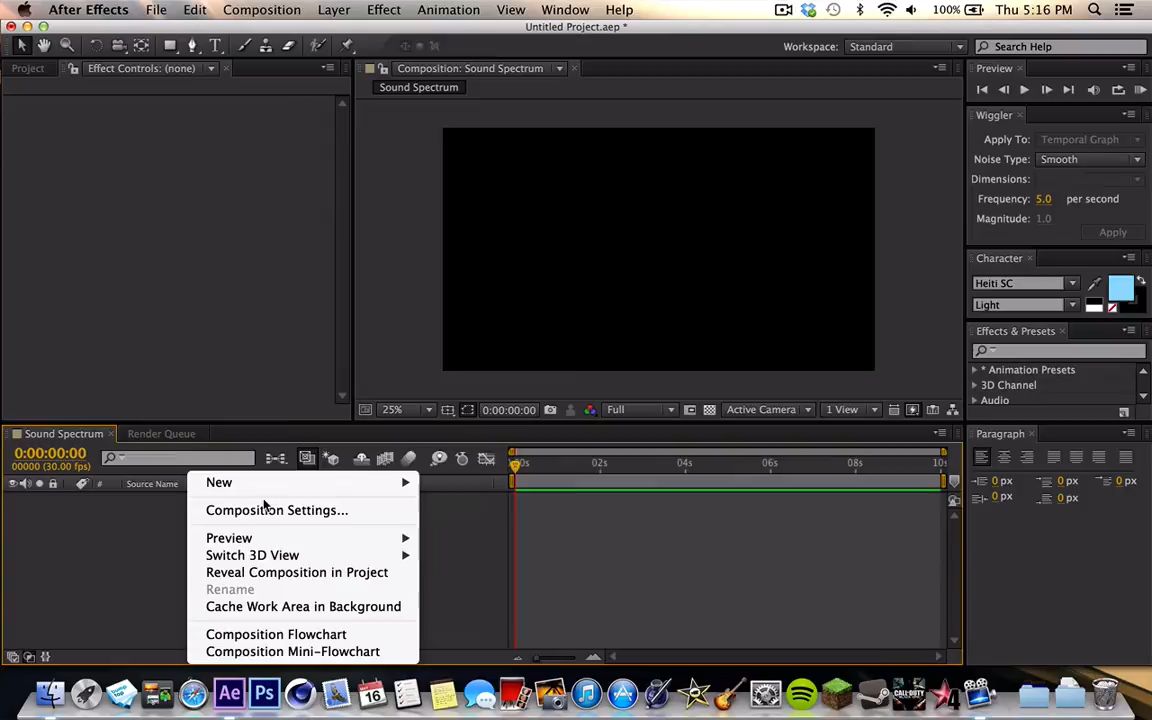 After Effects File Edit Composition Layer Effect Animation View Window Help 100% Thu 5:16 PM
Untitled Project.aep *
Workspace: Standard Search Help
Project Effect Controls: (none) Composition: Sound Spectrum Preview
Sound Spectrum
Wiggler
Apply To: Temporal Graph
Noise Type: Smooth
Dimensions:
Frequency: 5.0 per second
Magnitude: 1.0
Apply
Character
Heiti SC
Light
Effects & Presets
* Animation Presets
3D Channel
Audio
25% 0:00:00:00 Full Active Camera 1 View
Sound Spectrum Render Queue Paragraph
0:00:00:00
00000 (30.00 fps)
00s 02s 04s 06s 08s 10s
# Source Name
0 px 0 px 0 px
0 px 0 px
New
Composition Settings...
Preview
Switch 3D View
Reveal Composition in Project
Rename
Cache Work Area in Background
Composition Flowchart
Composition Mini-Flowchart
Ae Ps 16